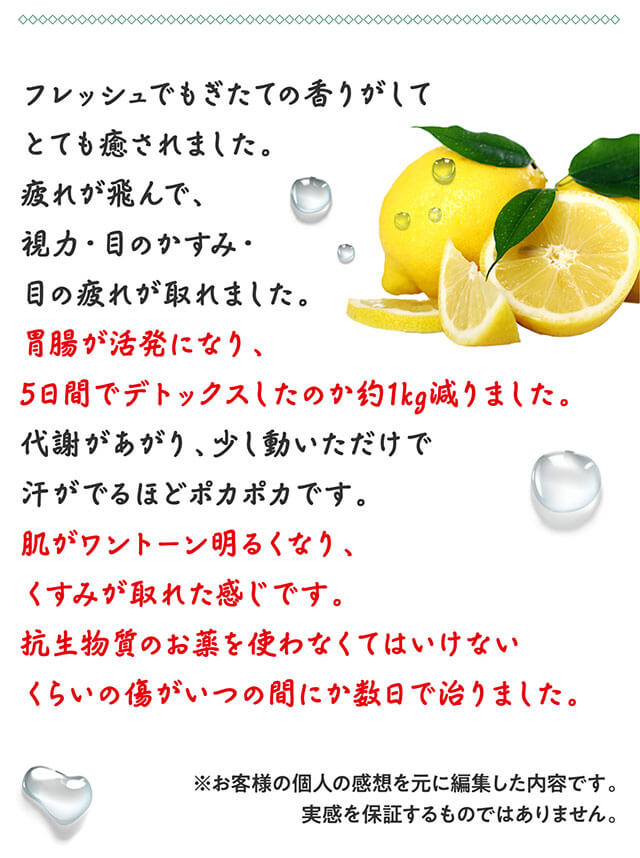 フレッシュでもぎたての香りがして
とても癒されました。
疲れが飛んで、
視力・目のかすみ・
目の疲れが取れました。
胃腸が活発になり、
5日間でデトックスしたのか約1kg減りました。
代謝があがり、少し動いただけで
汗がでるほどポカポカです。
肌がワントーン明るくなり、
くすみが取れた感じです。
抗生物質のお薬を使わなくてはいけない
くらいの傷がいつの間にか数日で治りました。
※お客様の個人の感想を元に編集した内容です。
実感を保証するものではありません。